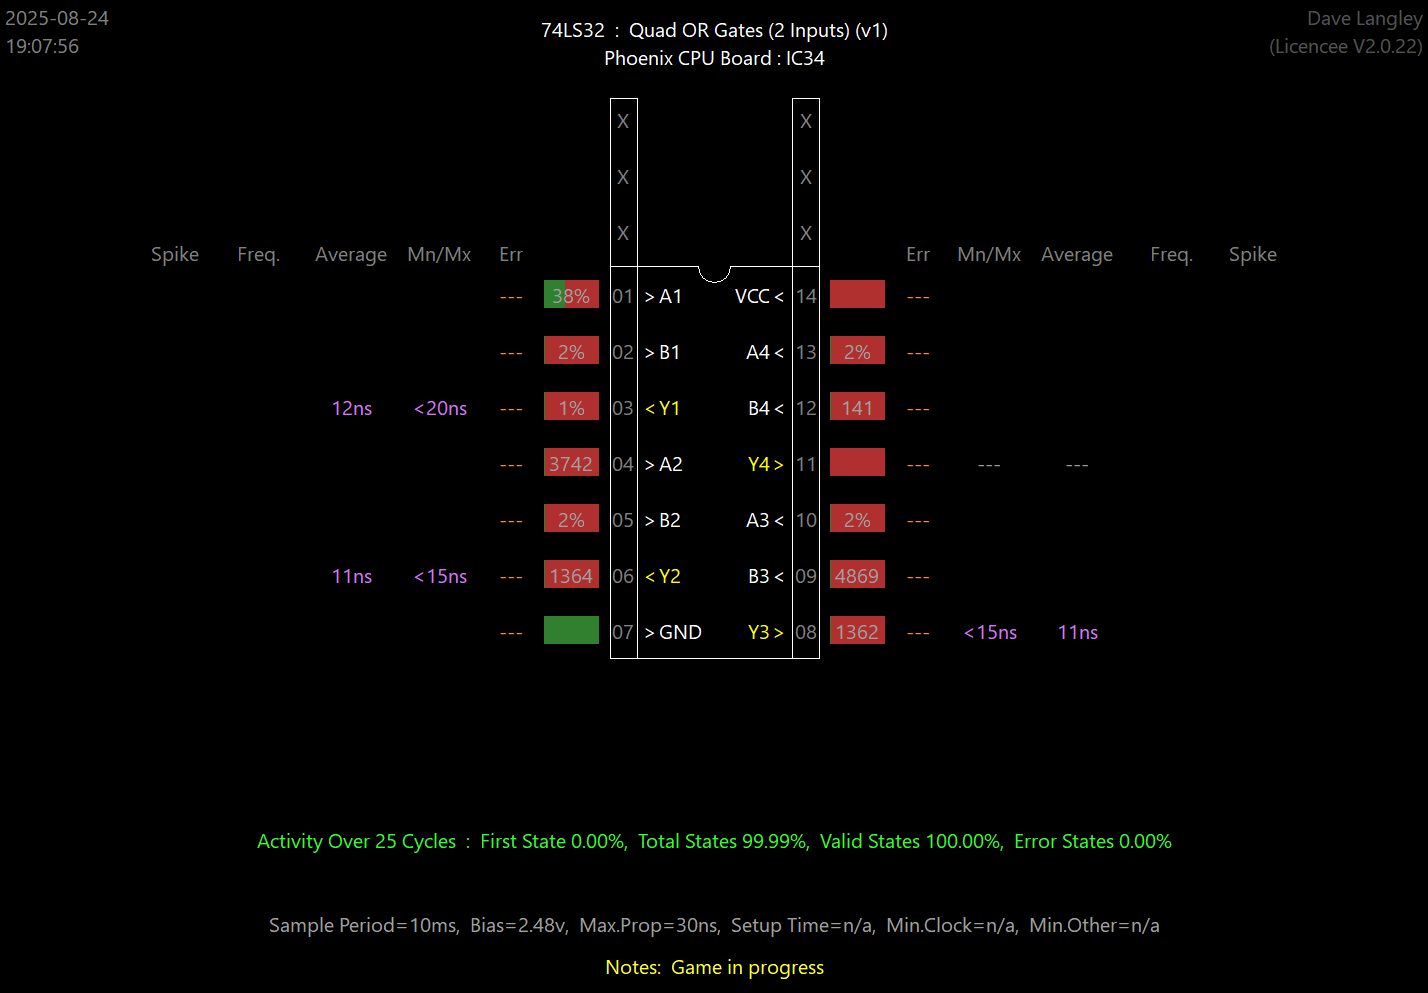 2025-08-24
19:07:56
74LS32 : Quad OR Gates (2 Inputs) (v1)
Phoenix CPU Board : IC34
Dave Langley
(Licencee V2.0.22)
X X
X X
X X
Spike Freq. Average Mn/Mx Err Err Mn/Mx Average Freq. Spike
--- 38% 01 > A1 VCC < 14 ---
--- 2% 02 > B1 A4 < 13 2% ---
12ns <20ns --- 1% 03 < Y1 B4 < 12 141 ---
--- 3742 04 > A2 Y4 > 11 --- --- ---
--- 2% 05 > B2 A3 < 10 2% ---
11ns <15ns --- 1364 06 < Y2 B3 < 09 4869 ---
--- 07 > GND Y3 > 08 1362 --- <15ns 11ns
Activity Over 25 Cycles : First State 0.00%, Total States 99.99%, Valid States 100.00%, Error States 0.00%
Sample Period=10ms, Bias=2.48v, Max.Prop=30ns, Setup Time=n/a, Min.Clock=n/a, Min.Other=n/a
Notes: Game in progress